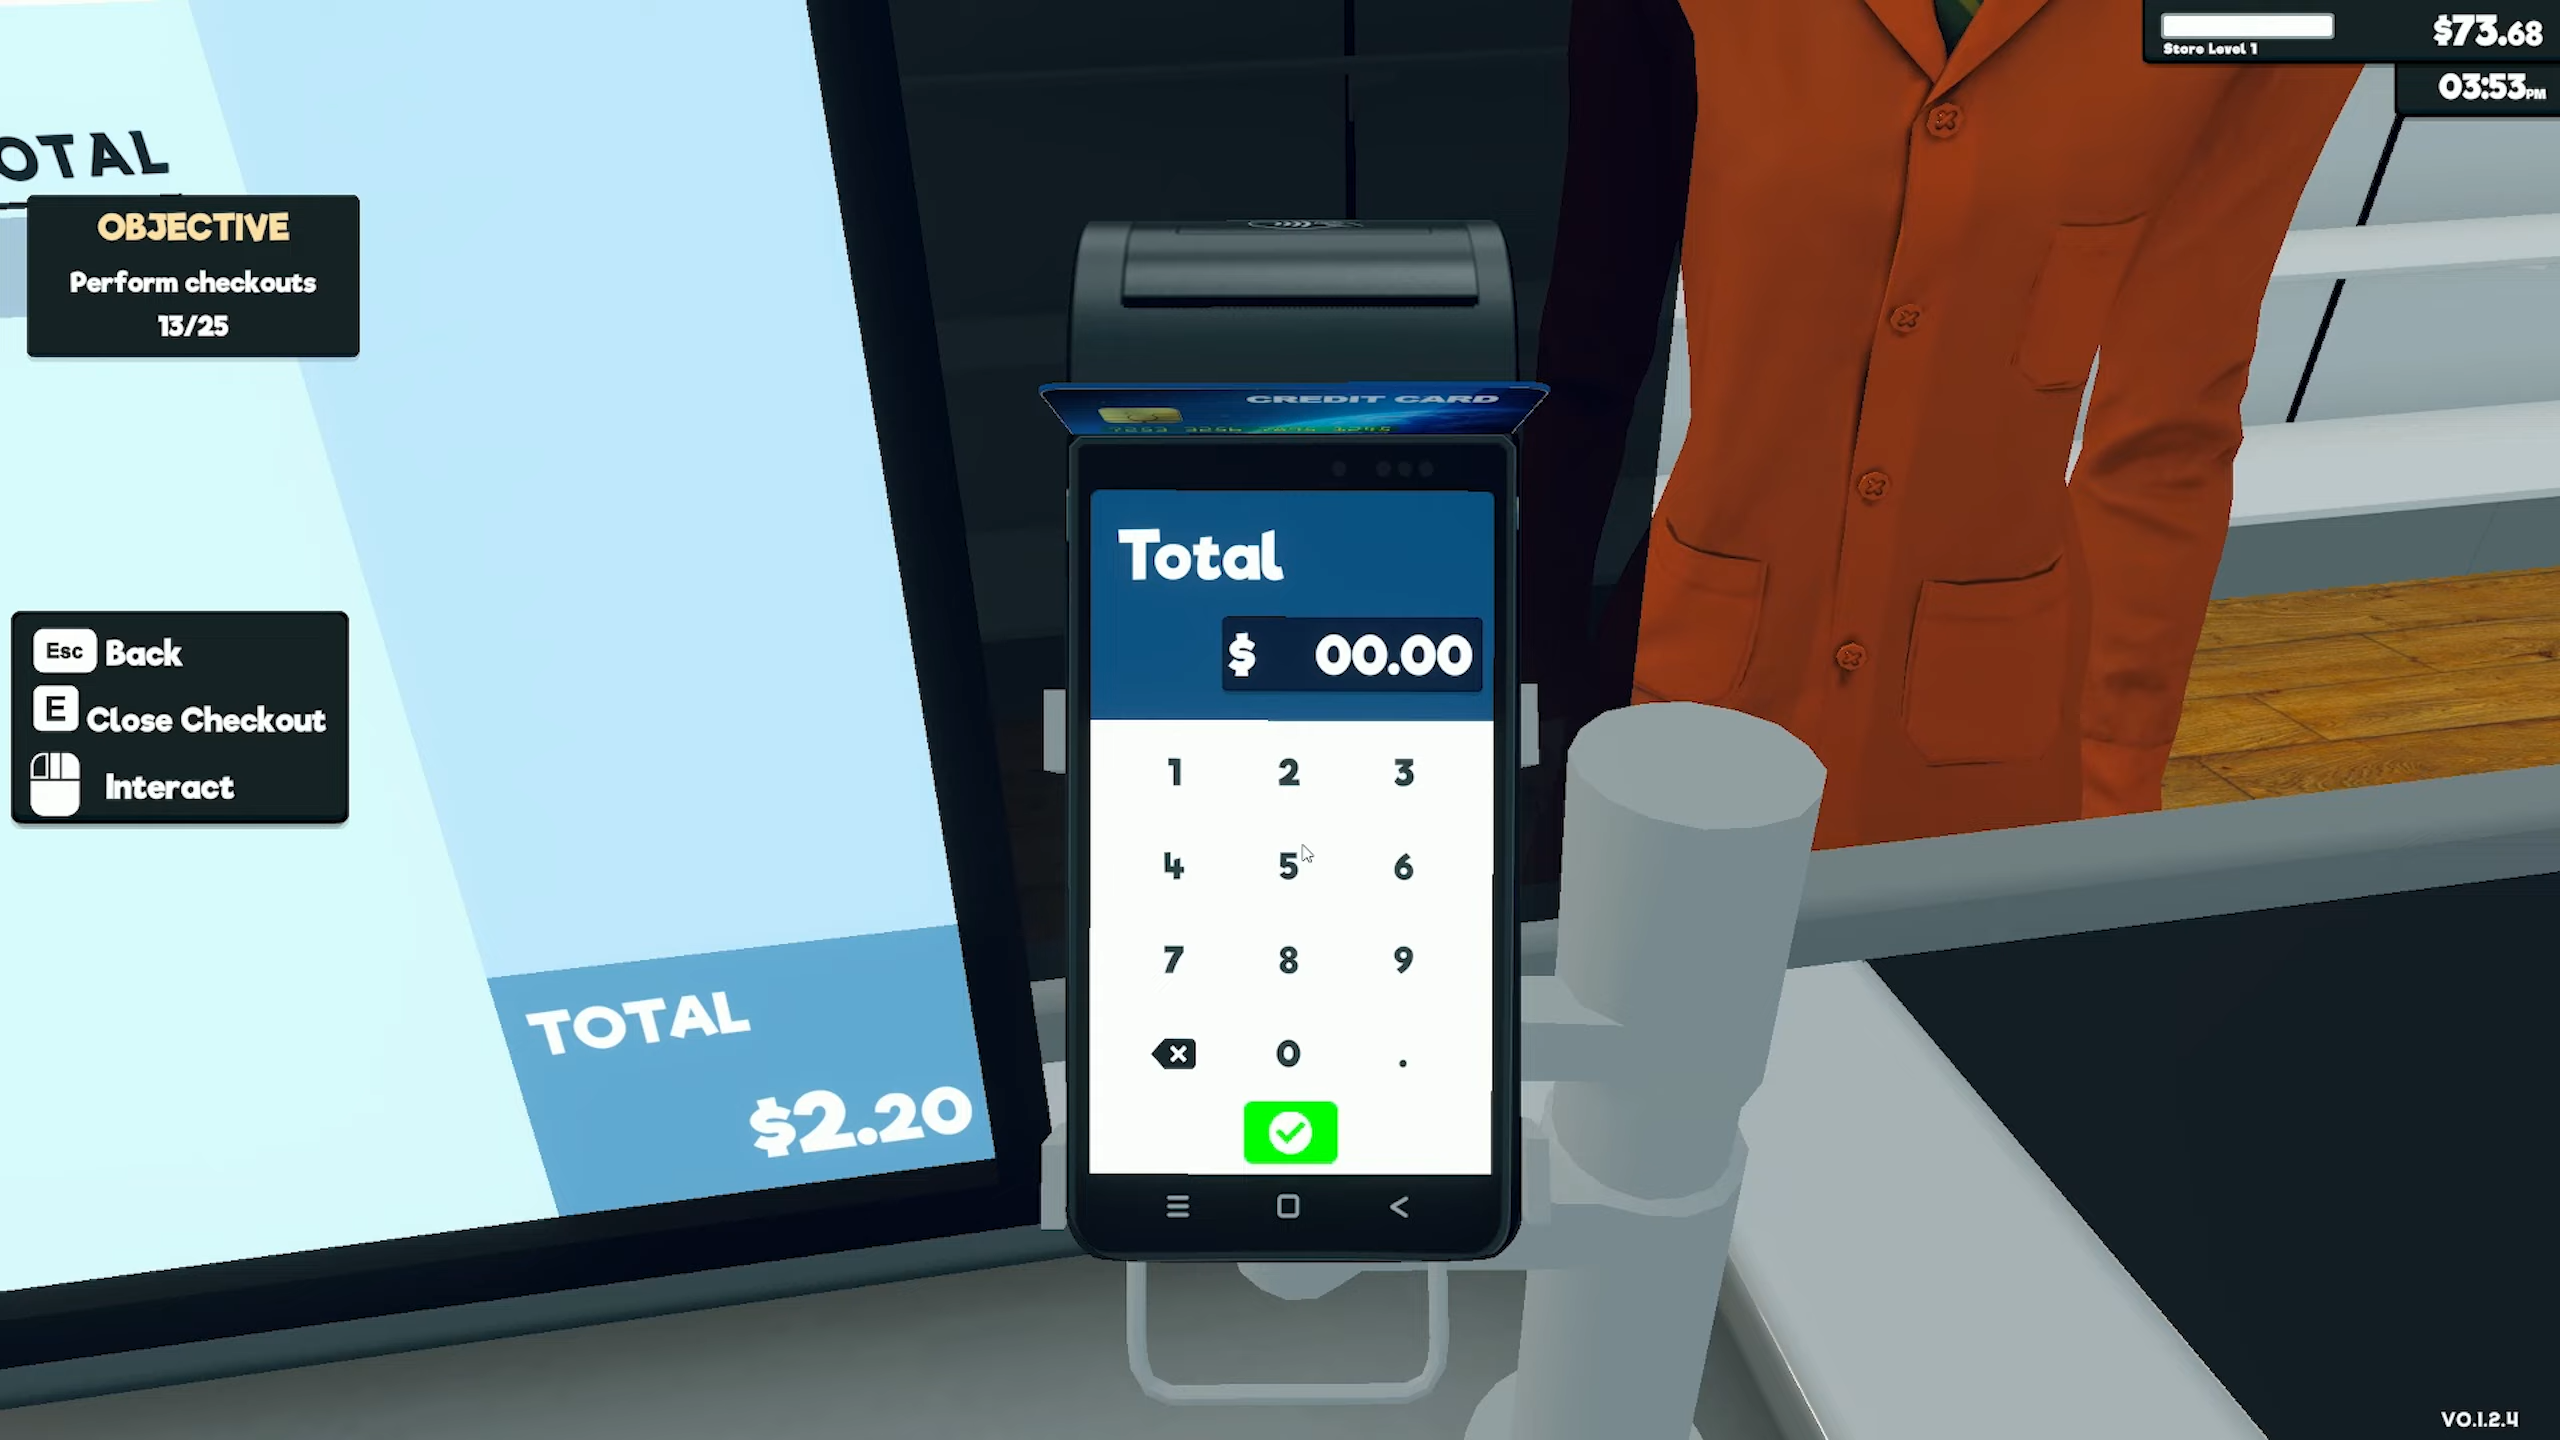 $73.68
Store Level 1
03:53PM
OTAL
OBJECTIVE
Perform checkouts
13/25
CREDIT CARD
Total
$ 00.00
Esc Back
E Close Checkout
Interact
1 2 3
4 5 6
7 8 9
0 .
TOTAL
$2.20
V0.1.2.4